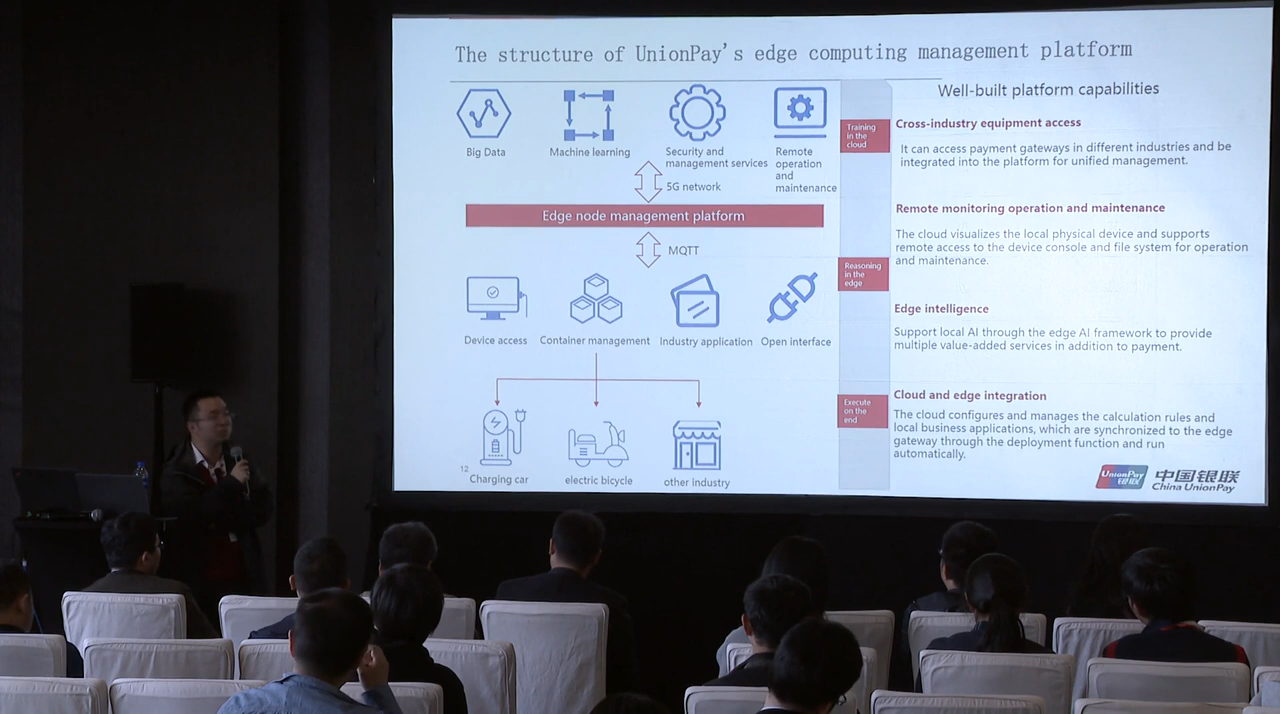 The structure of UnionPay's edge computing management platform
Big Data
Machine learning
Security and
management services
Remote
operation
and
maintenance
5G network
Edge node management platform
MQTT
Device access
Container management
Industry application
Open interface
Charging car
electric bicycle
other industry
12
Training
in the
cloud
Reasoning
in the
edge
Execute
on the
end
Well-built platform capabilities
Cross-industry equipment access
It can access payment gateways in different industries and be
integrated into the platform for unified management.
Remote monitoring operation and maintenance
The cloud visualizes the local physical device and supports
remote access to the device console and file system for operation
and maintenance.
Edge intelligence
Support local AI through the edge AI framework to provide
multiple value-added services in addition to payment.
Cloud and edge integration
The cloud configures and manages the calculation rules and
local business applications, which are synchronized to the edge
gateway through the deployment function and run
automatically.
UnionPay
银联
中国银联
China UnionPay